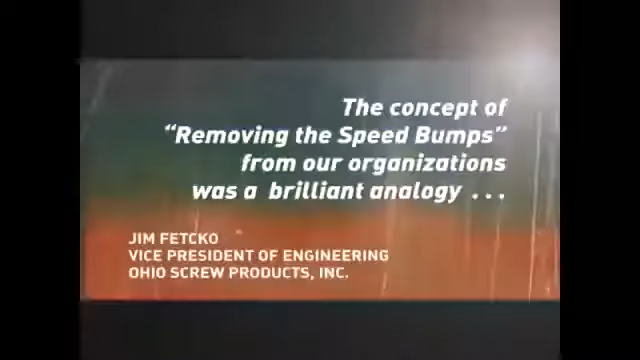 The concept of
“Removing the Speed Bumps”
from our organizations
was a brilliant analogy . . .
JIM FETCKO
VICE PRESIDENT OF ENGINEERING
OHIO SCREW PRODUCTS, INC.